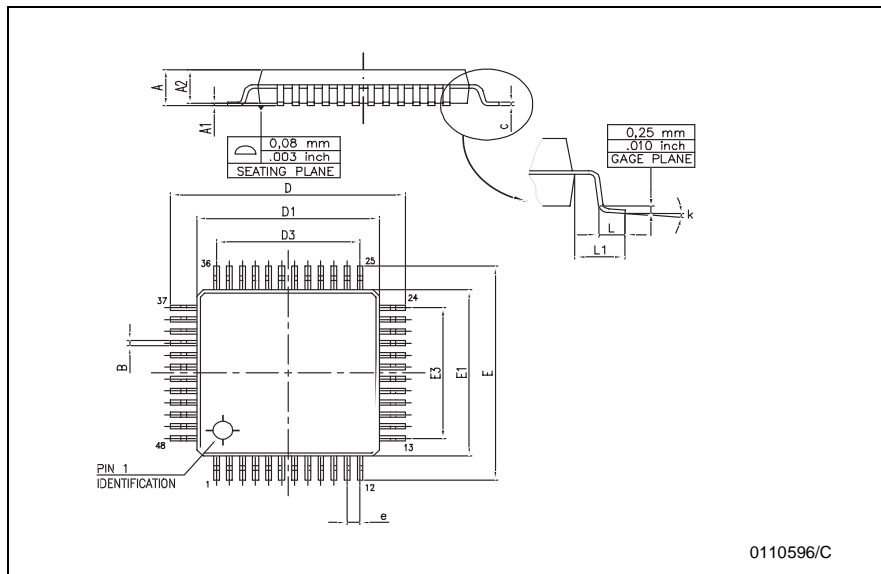 A
A2
A1
c
0,08 mm
.003 inch
SEATING PLANE
0,25 mm
.010 inch
GAGE PLANE
k
L
L1
D
D1
D3
36
25
37
24
B
E3
E1
E
48
13
PIN 1
IDENTIFICATION
1
12
e
0110596/C